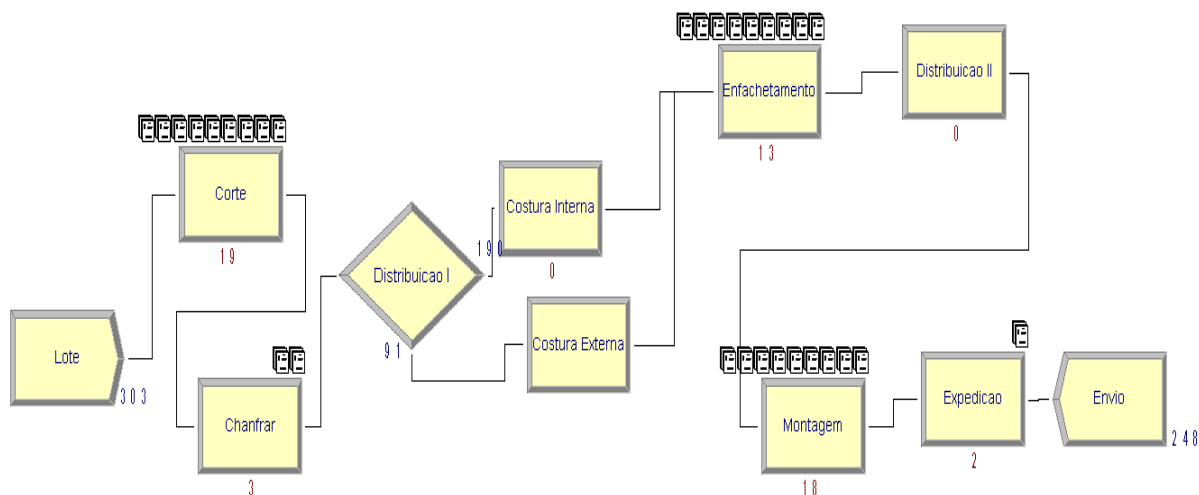 Lote
303
Corte
19
Chanfrar
3
Distribuicao I
190
91
Costura Interna
0
Costura Externa
Enfachetamento
13
Distribuicao II
0
Montagem
18
Expedicao
2
Envio
248